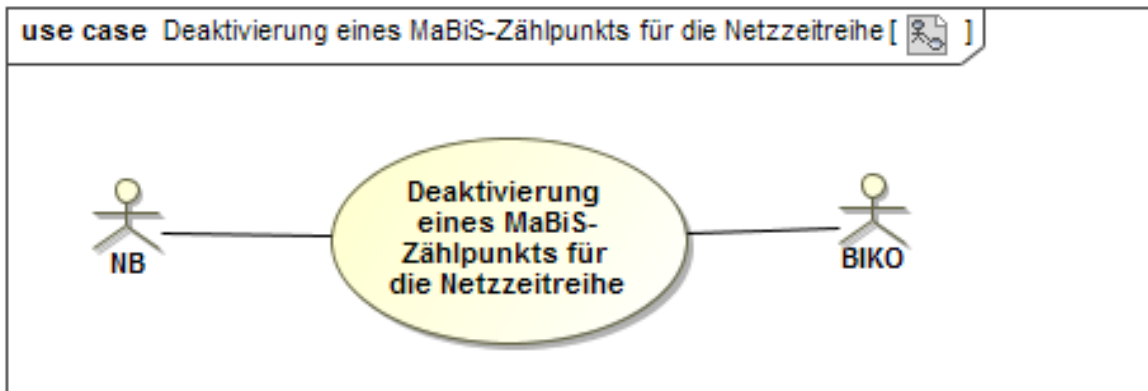 use case Deaktivierung eines MaBiS-Zählpunkts für die Netzzeitreihe [ ]
Deaktivierung
eines MaBiS-
Zählpunkts für
die Netzzeitreihe
NB
BIKO